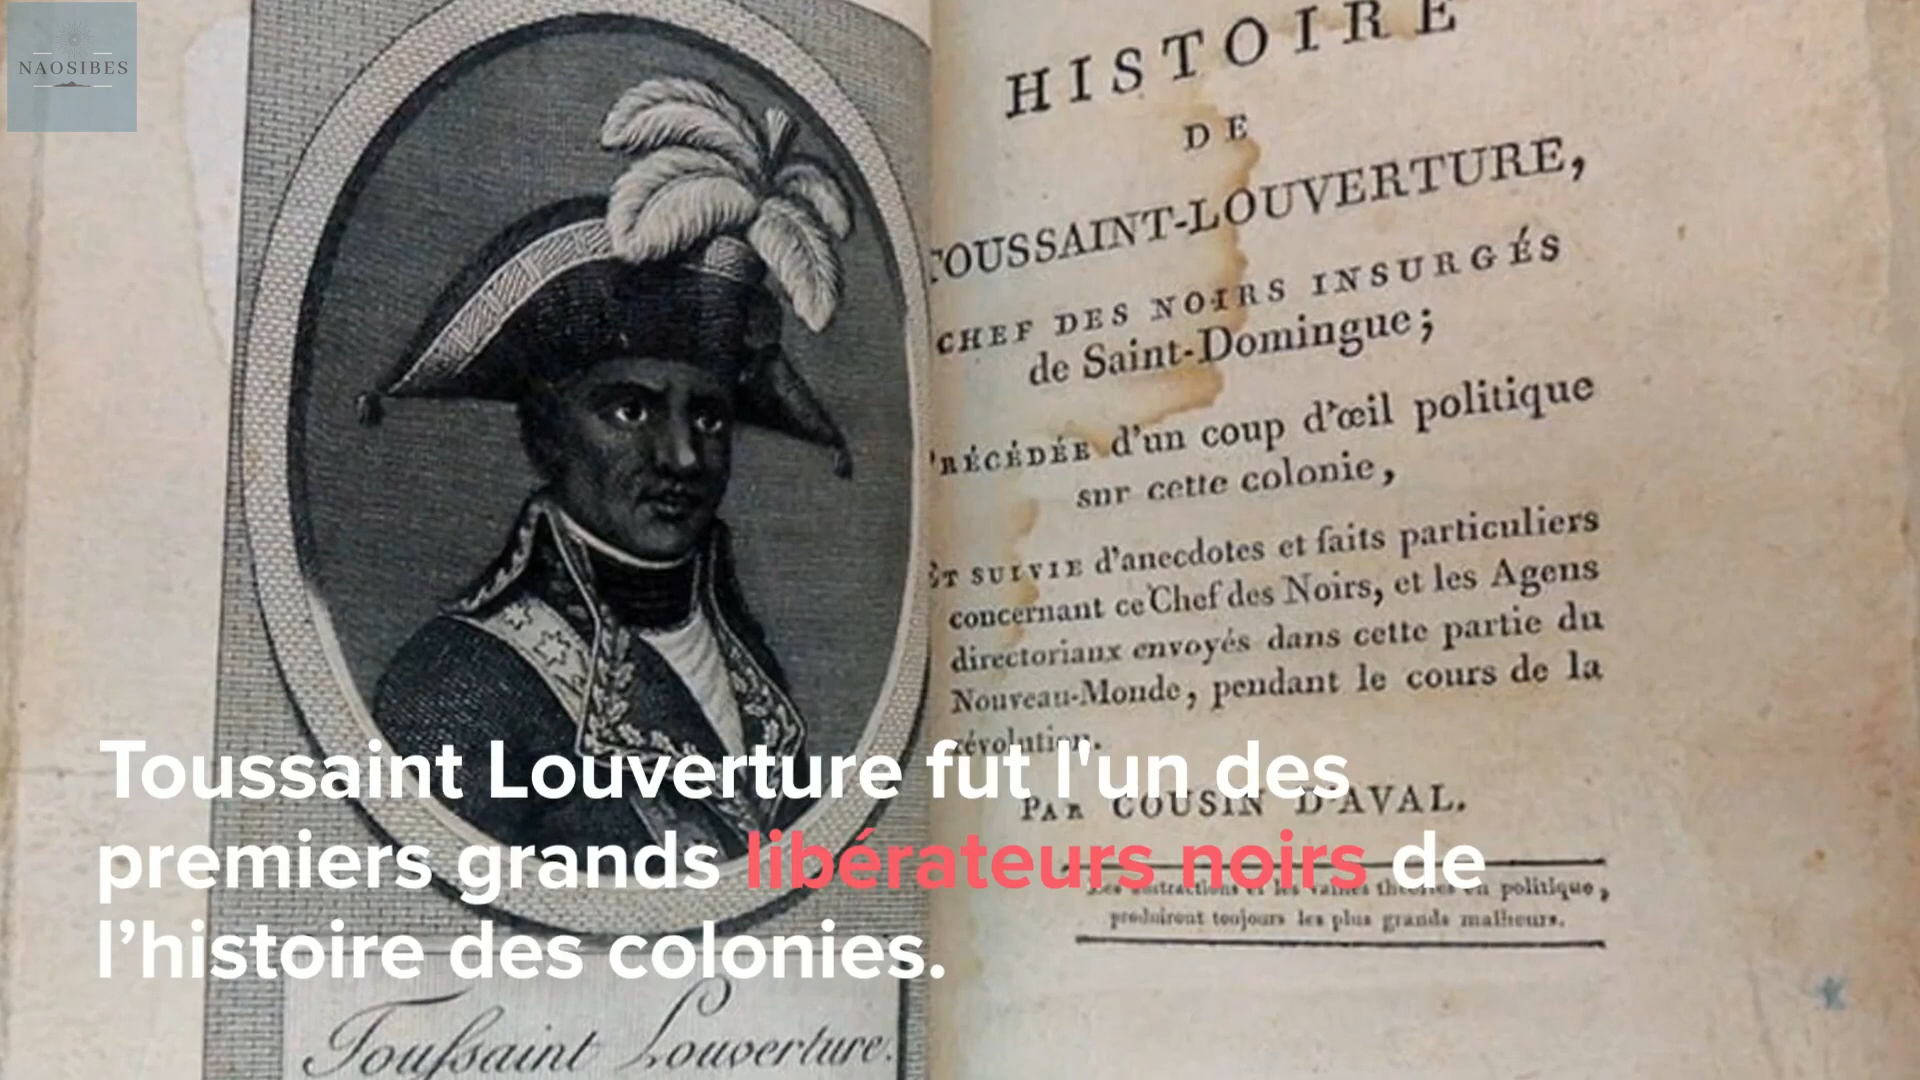 NAOSIBES
HISTOIRE
DE
TOUSSAINT-LOUVERTURE,
CHEF DES NOIRS INSURGÉS
de Saint-Domingue;
PRÉCÉDÉE d'un coup d'œil politique
snr cette colonie,
ET SUIVIE d'anecdotes et faits particuliers
concernant ce Chef des Noirs, et les Agens
directoriaux envoyés dans cette partie du
Nouveau-Monde, pendant le cours de la
révolution.
PAR COUSIN D'AVAL.
politique,
produiront toujours les plus grands malheurs.
Toussaint Louverture fut l'un des
premiers grands libérateurs noirs de
l’histoire des colonies.
Toussaint Louverture.